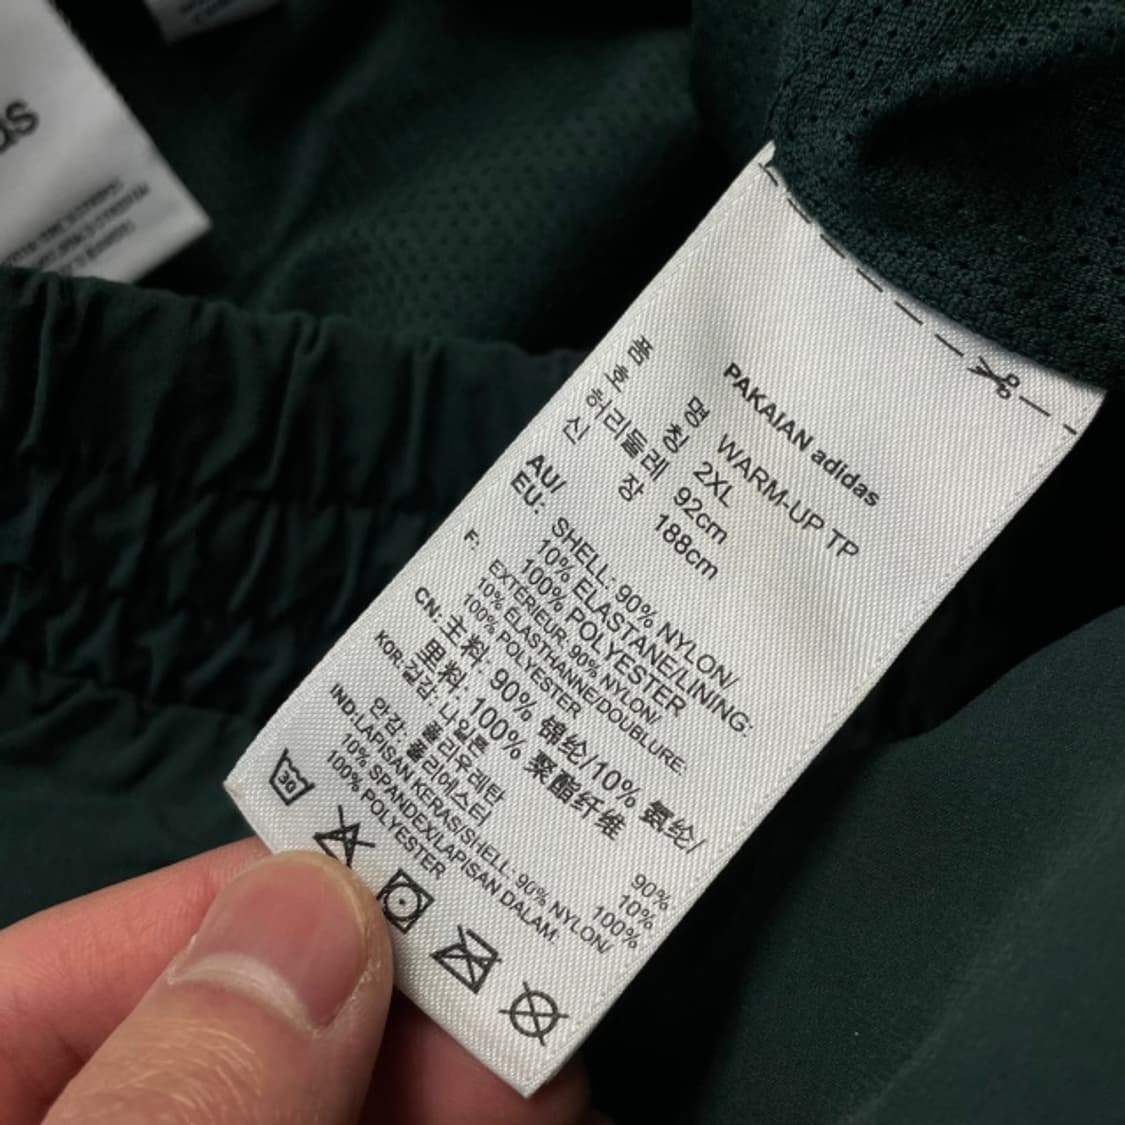 as
PAKAIAN adidas
품 명 WARM-UP TP
호 칭 2XL
허리둘레 92cm
신 장 188cm
AU/
EU: SHELL: 90% NYLON/
10% ELASTANE/LINING:
100% POLYESTER
F: EXTÉRIEUR: 90% NYLON/
10% ÉLASTHANNE/DOUBLURE:
100% POLYESTER
CN: 主料: 90% 锦纶/10% 氨纶/
里料: 100% 聚酯纤维
KOR: 겉감: 나일론 90%
폴리우레탄 10%
안감: 폴리에스터 100%
IND: LAPISAN KERAS/SHELL: 90% NYLON/
10% SPANDEX/LAPISAN DALAM:
100% POLYESTER
30